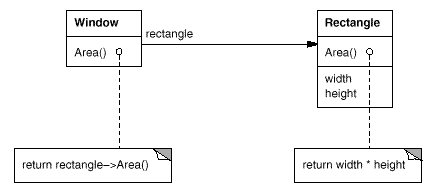 Window
Area()
rectangle
Rectangle
Area()
width
height
return rectangle->Area()
return width * height